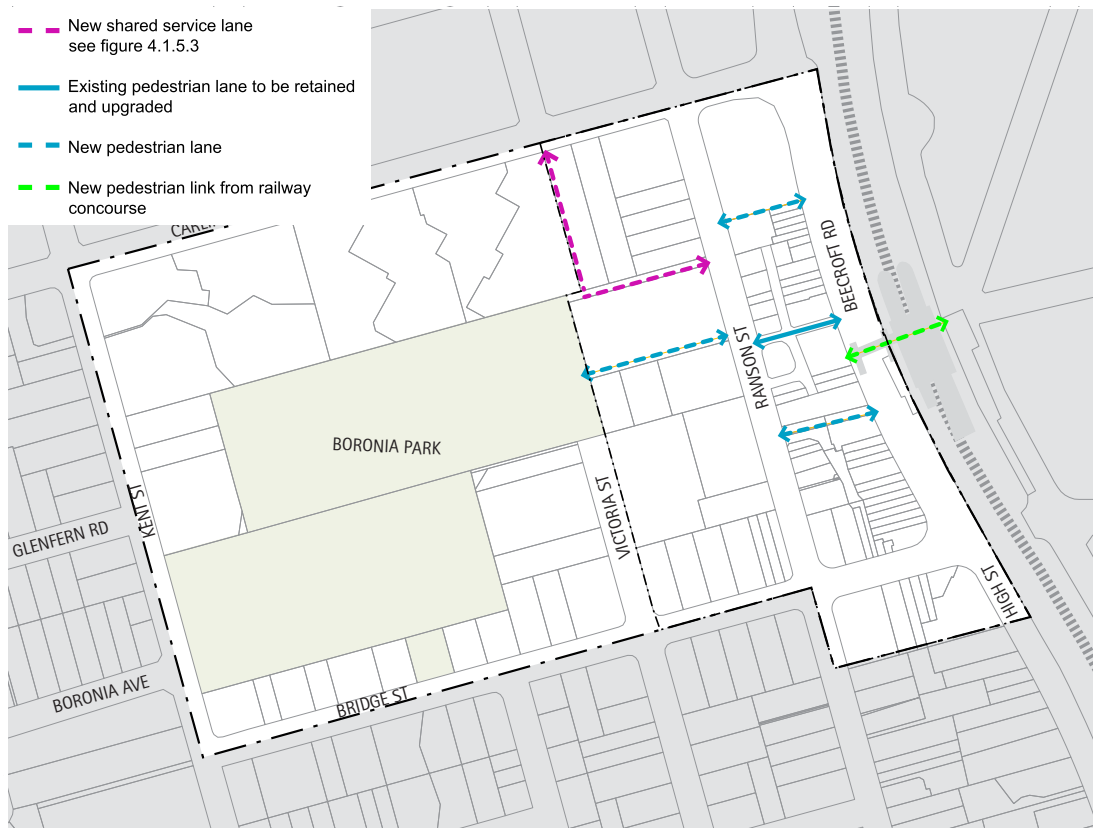 New shared service lane
see figure 4.1.5.3
Existing pedestrian lane to be retained
and upgraded
New pedestrian lane
New pedestrian link from railway
concourse
BEECROFT RD
RAWSON ST
BORONIA PARK
KENT ST
VICTORIA ST
GLENFERN RD
HIGH ST
BORONIA AVE
BRIDGE ST